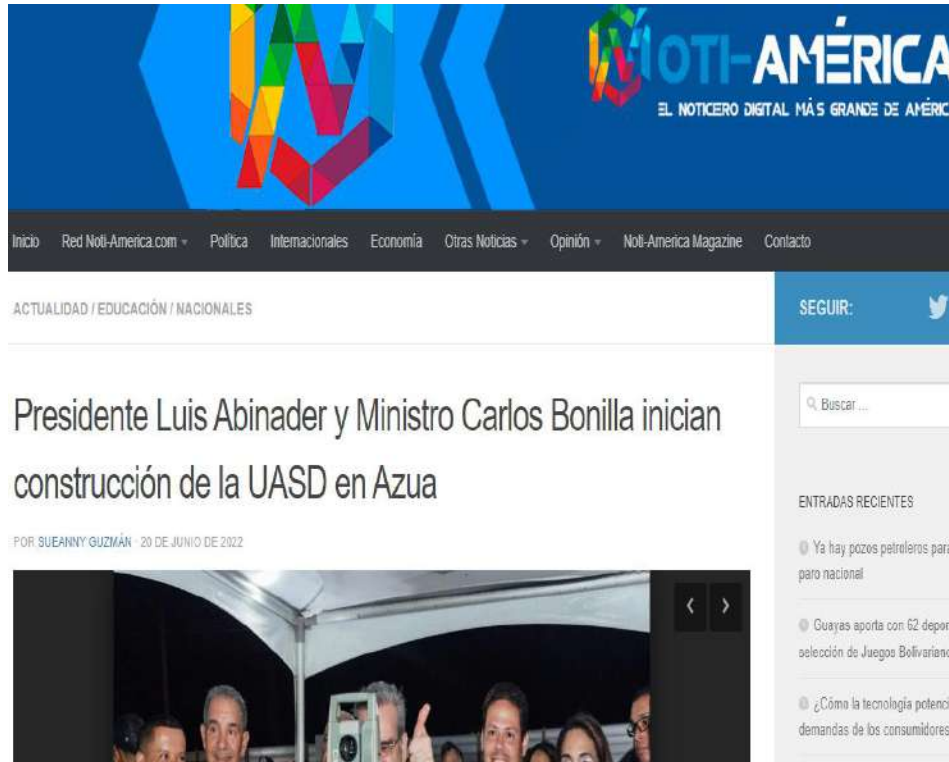 NOTI-AMÉRICA
EL NOTICERO DIGITAL MÁS GRANDE DE AMÉRIC
Inicio Red Noti-America.com Política Internacionales Economía Otras Noticias Opinión Noti-America Magazine Contacto
ACTUALIDAD / EDUCACIÓN / NACIONALES
SEGUIR:
Presidente Luis Abinader y Ministro Carlos Bonilla inician
construcción de la UASD en Azua
POR SUEANNY GUZMÁN · 20 DE JUNIO DE 2022
Buscar ...
ENTRADAS RECIENTES
Ya hay pozos petroleros para
paro nacional
Guayas aporta con 62 depor
selección de Juegos Bolivariano
¿Cómo la tecnología potenci
demandas de los consumidores